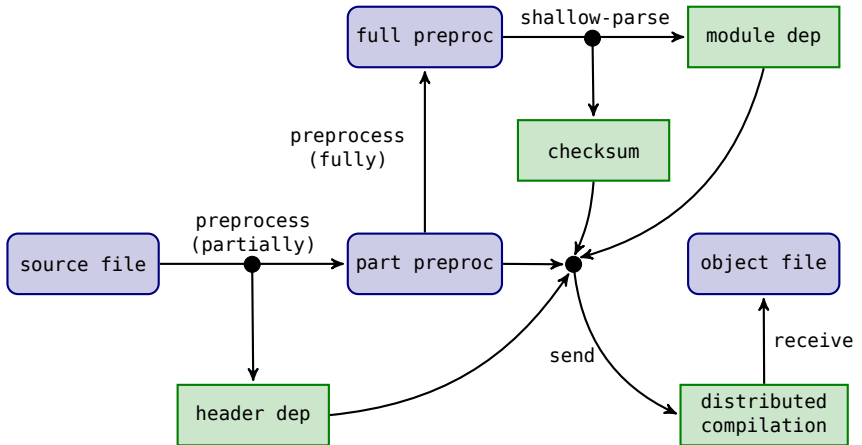 full preproc
shallow-parse
module dep
preprocess
(fully)
checksum
preprocess
(partially)
source file
part preproc
object file
send
receive
header dep
distributed
compilation